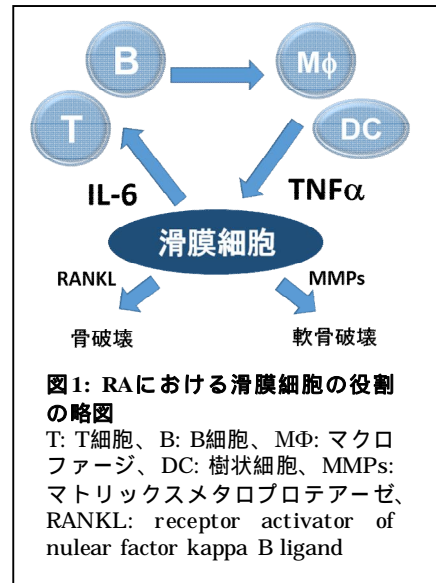 B
Mϕ
T
DC
IL-6
TNFα
滑膜細胞
RANKL
MMPs
骨破壊
軟骨破壊
図1: RAにおける滑膜細胞の役割
の略図
T: T細胞、B: B細胞、MΦ: マクロ
ファージ、DC: 樹状細胞、MMPs:
マトリックスメタロプロテアーゼ、
RANKL: receptor activator of
nulear factor kappa B ligand